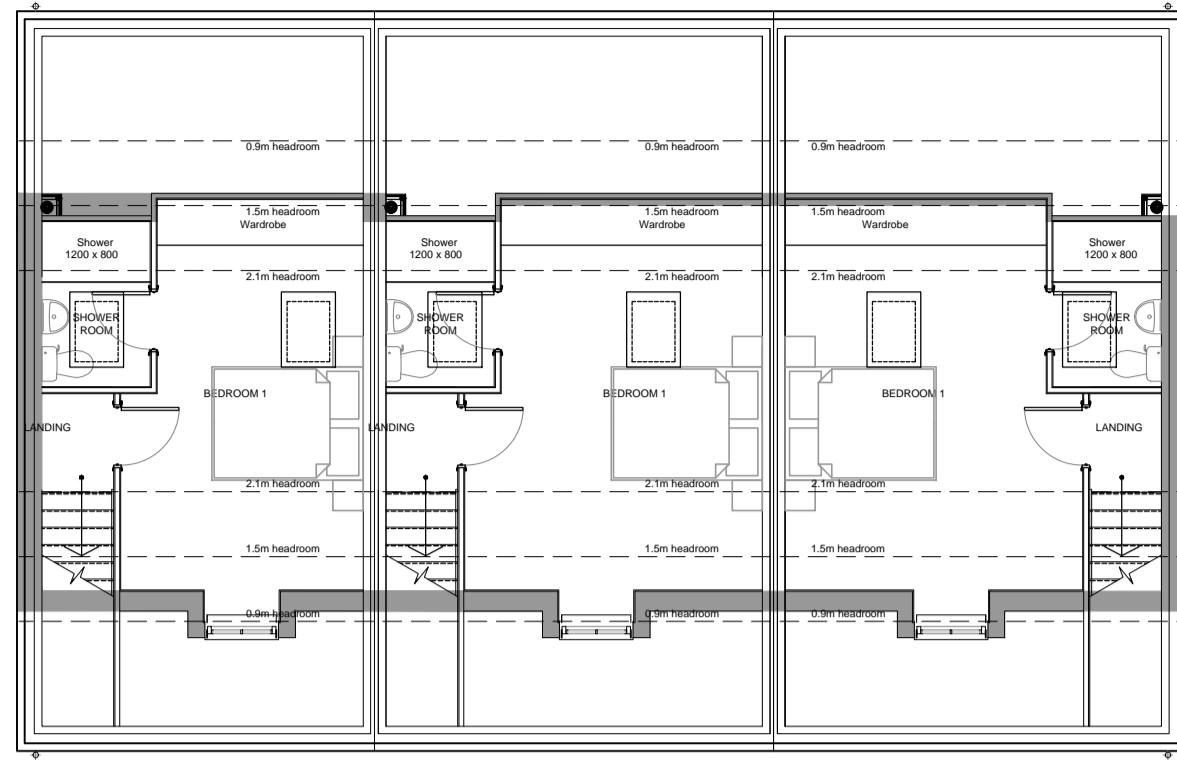 0.9m headroom
0.9m headroom
0.9m headroom
1.5m headroom
Wardrobe
1.5m headroom
Wardrobe
1.5m headroom
Wardrobe
Shower
1200 x 800
Shower
1200 x 800
Shower
1200 x 800
2.1m headroom
2.1m headroom
2.1m headroom
SHOWER
ROOM
SHOWER
ROOM
SHOWER
ROOM
BEDROOM 1
BEDROOM 1
BEDROOM 1
LANDING
LANDING
LANDING
2.1m headroom
2.1m headroom
2.1m headroom
1.5m headroom
1.5m headroom
1.5m headroom
0.9m headroom
0.9m headroom
0.9m headroom